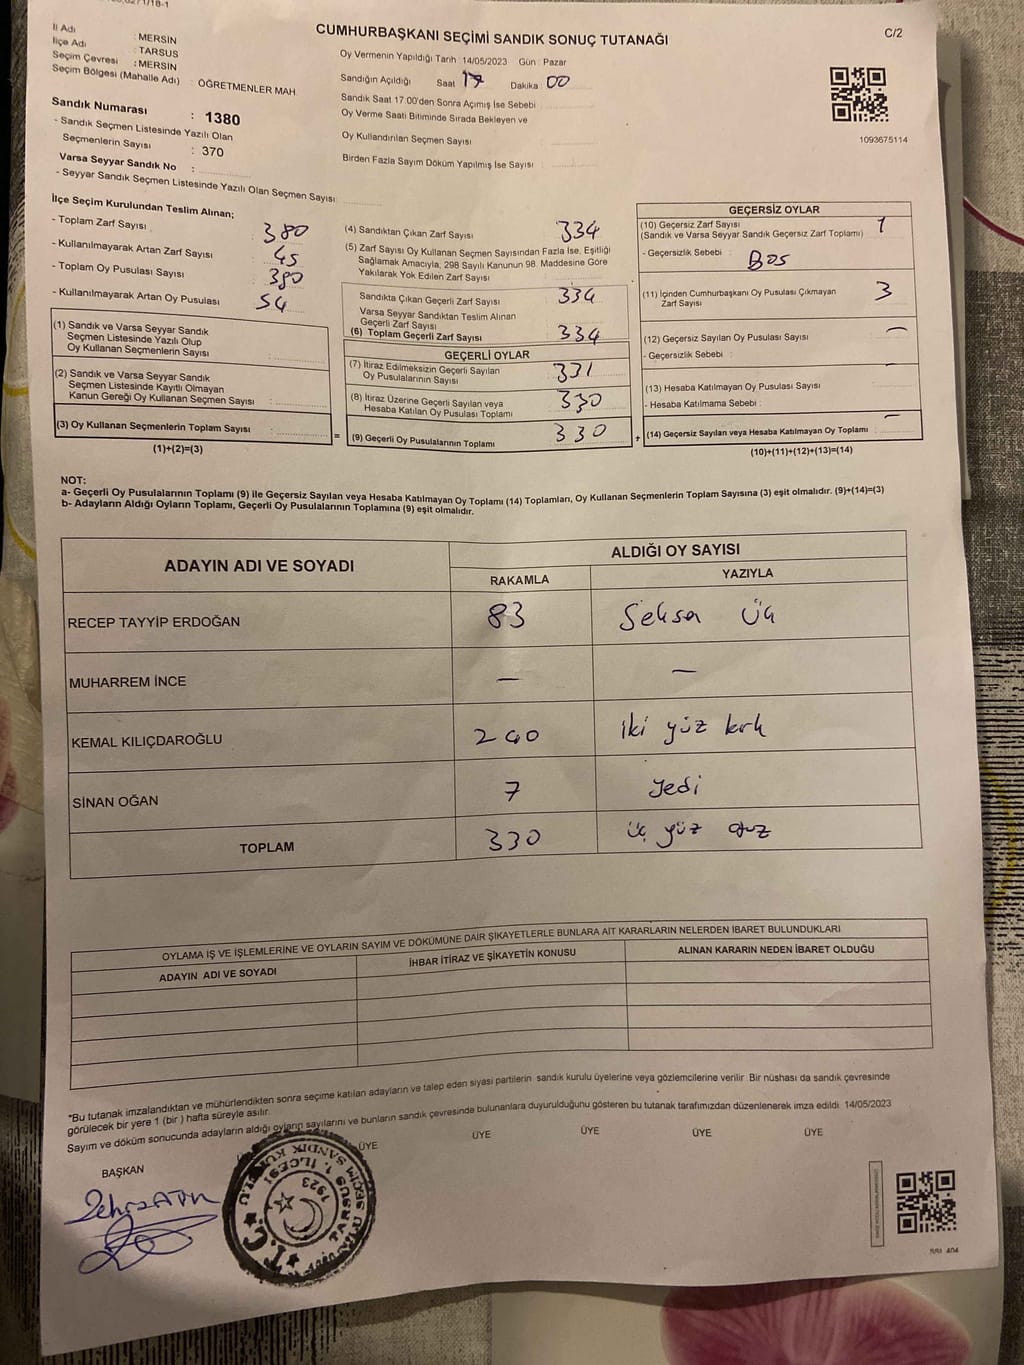 CUMHURBAŞKANI SEÇİMİ SANDIK SONUÇ TUTANAĞI
C/2
İl Adı : MERSİN
İlçe Adı : TARSUS
Seçim Çevresi : MERSİN
Seçim Bölgesi (Mahalle Adı) : ÖĞRETMENLER MAH.
Sandık Numarası : 1380
- Sandık Seçmen Listesinde Yazılı Olan
Seçmenlerin Sayısı : 370
Varsa Seyyar Sandık No :
- Seyyar Sandık Seçmen Listesinde Yazılı Olan Seçmen Sayısı:
Oy Vermenin Yapıldığı Tarih :14/05/2023 Gün : Pazar
Sandığın Açıldığı Saat 17 Dakika 00
Sandık Saat 17.00'den Sonra Açımış İse Sebebi :
Oy Verme Saati Bitiminde Sırada Bekleyen ve
Oy Kullandırılan Seçmen Sayısı :
Birden Fazla Sayım Döküm Yapılmış İse Sayısı :
1093675114
İlçe Seçim Kurulundan Teslim Alınan;
- Toplam Zarf Sayısı : 380
- Kullanılmayarak Artan Zarf Sayısı : 45
- Toplam Oy Pusulası Sayısı : 380
- Kullanılmayarak Artan Oy Pusulası : 54
(1) Sandık ve Varsa Seyyar Sandık
Seçmen Listesinde Yazılı Olup
Oy Kullanan Seçmenlerin Sayısı :
(2) Sandık ve Varsa Seyyar Sandık
Seçmen Listesinde Kayıtlı Olmayan
Kanun Gereği Oy Kullanan Seçmen Sayısı :
(3) Oy Kullanan Seçmenlerin Toplam Sayısı :
(1)+(2)=(3)
=
(4) Sandıktan Çıkan Zarf Sayısı : 334
(5) Zarf Sayısı Oy Kullanan Seçmen Sayısından Fazla İse, Eşitliği
Sağlamak Amacıyla, 298 Sayılı Kanunun 98. Maddesine Göre
Yakılarak Yok Edilen Zarf Sayısı :
Sandıkta Çıkan Geçerli Zarf Sayısı : 334
Varsa Seyyar Sandıktan Teslim Alınan
Geçerli Zarf Sayısı :
(6) Toplam Geçerli Zarf Sayısı : 334
GEÇERLİ OYLAR
(7) İtiraz Edilmeksizin Geçerli Sayılan
Oy Pusulalarının Sayısı : 331
(8) İtiraz Üzerine Geçerli Sayılan veya
Hesaba Katılan Oy Pusulası Toplamı : 330
(9) Geçerli Oy Pusulalarının Toplamı : 330
+
GEÇERSİZ OYLAR
(10) Geçersiz Zarf Sayısı : 1
(Sandık ve Varsa Seyyar Sandık Geçersiz Zarf Toplamı)
- Geçersizlik Sebebi : Bos
(11) İçinden Cumhurbaşkanı Oy Pusulası Çıkmayan
Zarf Sayısı : 3
(12) Geçersiz Sayılan Oy Pusulası Sayısı : —
- Geçersizlik Sebebi :
(13) Hesaba Katılmayan Oy Pusulası Sayısı : —
- Hesaba Katılmama Sebebi :
(14) Geçersiz Sayılan veya Hesaba Katılmayan Oy Toplamı : —
(10)+(11)+(12)+(13)=(14)
NOT:
a- Geçerli Oy Pusulalarının Toplamı (9) ile Geçersiz Sayılan veya Hesaba Katılmayan Oy Toplamı (14) Toplamları, Oy Kullanan Seçmenlerin Toplam Sayısına (3) eşit olmalıdır. (9)+(14)=(3)
b- Adayların Aldığı Oyların Toplamı, Geçerli Oy Pusulalarının Toplamına (9) eşit olmalıdır.
ADAYIN ADI VE SOYADI
ALDIĞI OY SAYISI
RAKAMLA YAZIYLA
RECEP TAYYİP ERDOĞAN 83 Seksa Üç
MUHARREM İNCE — —
KEMAL KILIÇDAROĞLU 240 iki yüz kırk
SİNAN OĞAN 7 yedi
TOPLAM 330 üç yüz otuz
OYLAMA İŞ VE İŞLEMLERİNE VE OYLARIN SAYIM VE DÖKÜMÜNE DAİR ŞİKAYETLERLE BUNLARA AİT KARARLARIN NELERDEN İBARET BULUNDUKLARI
ADAYIN ADI VE SOYADI İHBAR İTİRAZ VE ŞİKAYETİN KONUSU ALINAN KARARIN NEDEN İBARET OLDUĞU
*Bu tutanak imzalandıktan ve mühürlendikten sonra seçime katılan adayların ve talep eden siyasi partilerin sandık kurulu üyelerine veya gözlemcilerine verilir. Bir nüshası da sandık çevresinde
görülecek bir yere 1 (bir ) hafta süreyle asılır.
Sayım ve döküm sonucunda adayların aldığı oyların sayılarını ve bunların sandık çevresinde bulunanlara duyurulduğunu gösteren bu tutanak tarafımızdan düzenlenerek imza edildi. 14/05/2023
BAŞKAN ÜYE ÜYE ÜYE ÜYE ÜYE
T.C.
TARSUS 1. İLÇESİ
1923